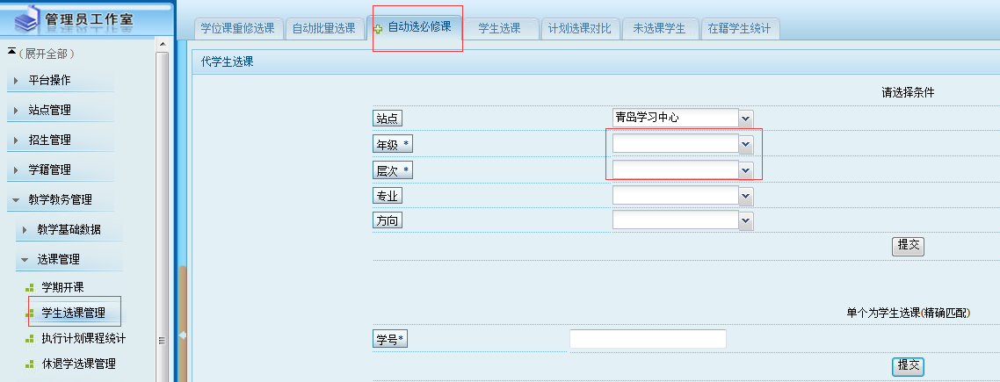 管理员工作室
(展开全部)
平台操作
站点管理
招生管理
学籍管理
教学教务管理
教学基础数据
选课管理
学期开课
学生选课管理
执行计划课程统计
休退学选课管理
学位课重修选课 自动批量选课 自动选必修课 学生选课 计划选课对比 未选课学生 在籍学生统计
代学生选课
请选择条件
站点 青岛学习中心
年级 *
层次 *
专业
方向
提交
单个为学生选课(精确匹配)
学号*
提交